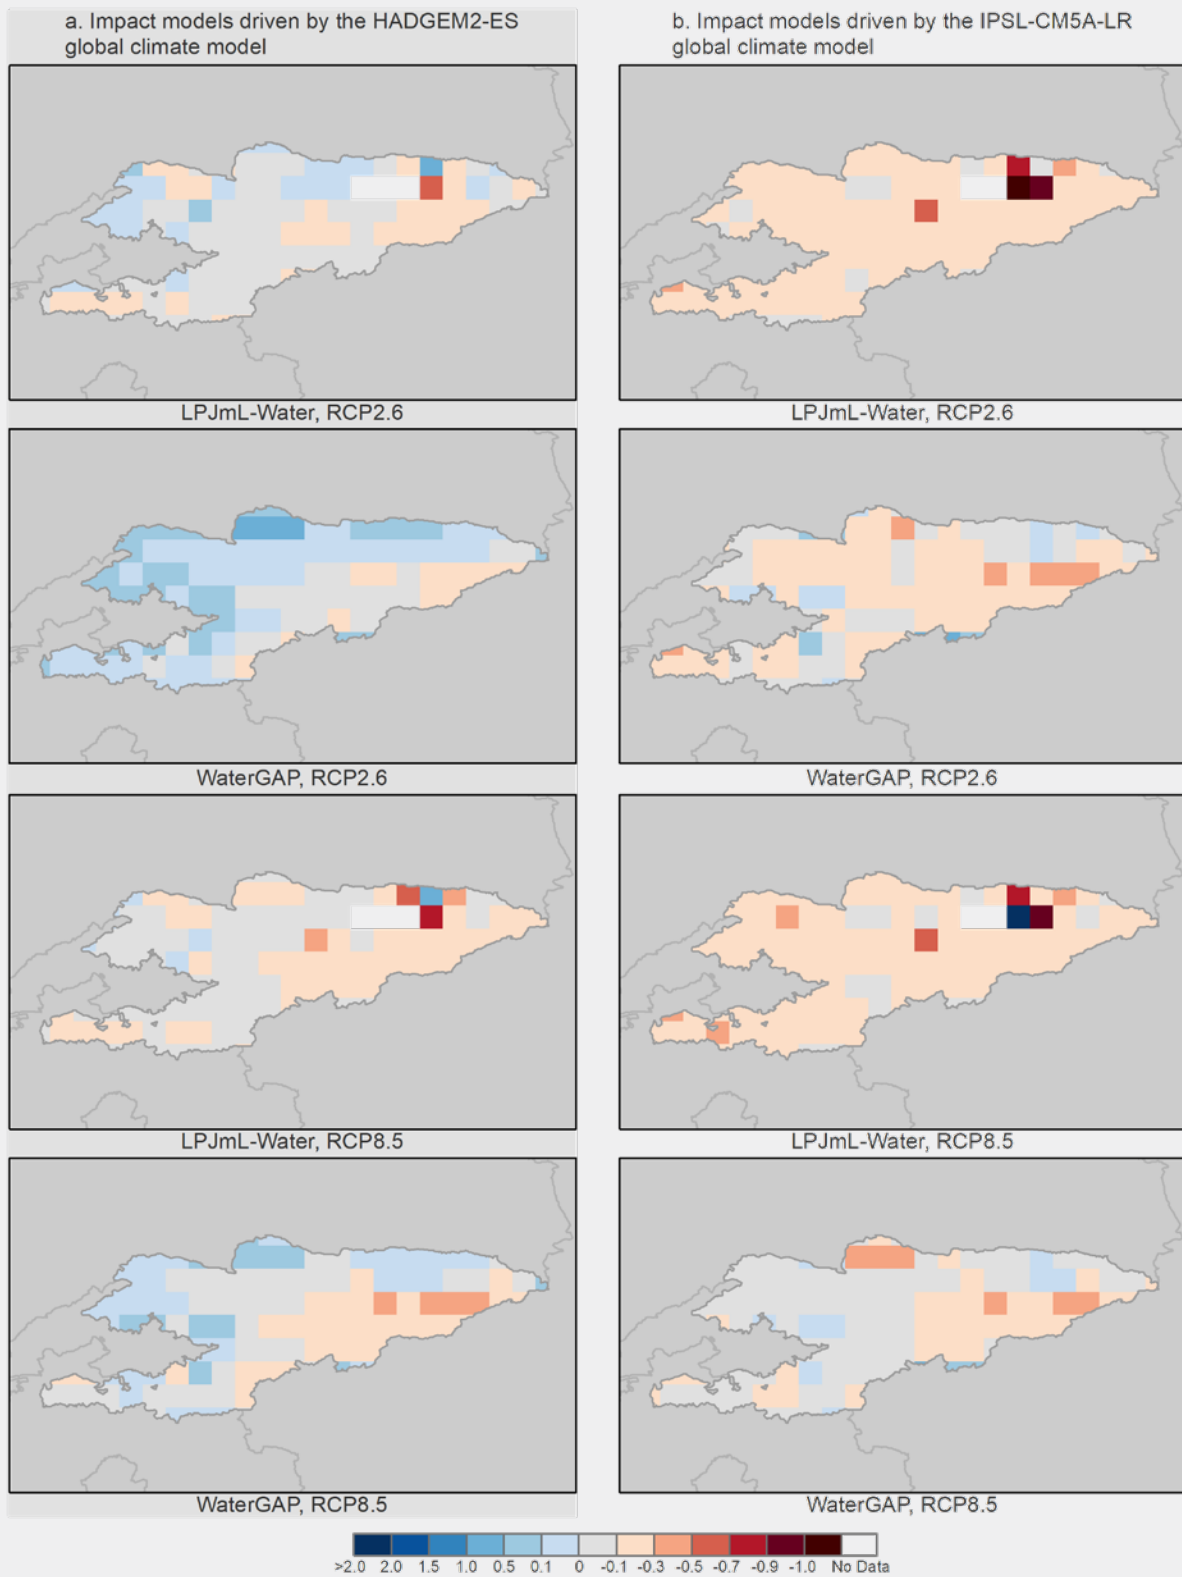 a. Impact models driven by the HADGEM2-ES
global climate model
b. Impact models driven by the IPSL-CM5A-LR
global climate model
LPJmL-Water, RCP2.6
LPJmL-Water, RCP2.6
WaterGAP, RCP2.6
WaterGAP, RCP2.6
LPJmL-Water, RCP8.5
LPJmL-Water, RCP8.5
WaterGAP, RCP8.5
WaterGAP, RCP8.5
>2.0 2.0 1.5 1.0 0.5 0.1 0 -0.1 -0.3 -0.5 -0.7 -0.9 -1.0 No Data